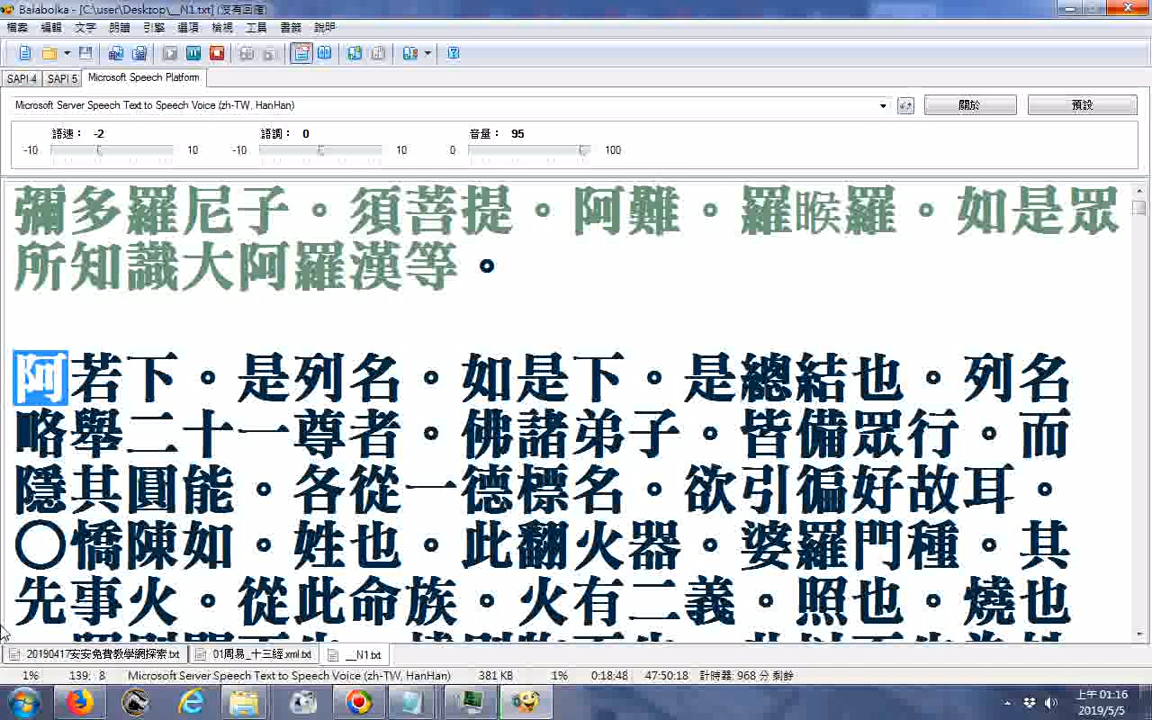 Balabolka - [C:\user\Desktop\__N1.txt] (沒有回應)
檔案 編輯 文字 朗讀 引擎 選項 檢視 工具 書籤 說明
SAPI 4 SAPI 5 Microsoft Speech Platform
Microsoft Server Speech Text to Speech Voice (zh-TW, HanHan) 關於 預設
語速： -2 語調： 0 音量： 95
-10 10 -10 10 0 100
彌多羅尼子。須菩提。阿難。羅睺羅。如是眾
所知識大阿羅漢等。
阿若下。是列名。如是下。是總結也。列名
略舉二十一尊者。佛諸弟子。皆備眾行。而
隱其圓能。各從一德標名。欲引徧好故耳。
○憍陳如。姓也。此翻火器。婆羅門種。其
先事火。從此命族。火有二義。照也。燒也
20190417安安免費教學網探索.txt 01周易_十三經.xml.txt __N1.txt
1% 139, 8 Microsoft Server Speech Text to Speech Voice (zh-TW, HanHan) 381 KB 1% 0:18:48 47:50:18 計時器: 968 分 剩餘
上午 01:16
2019/5/5